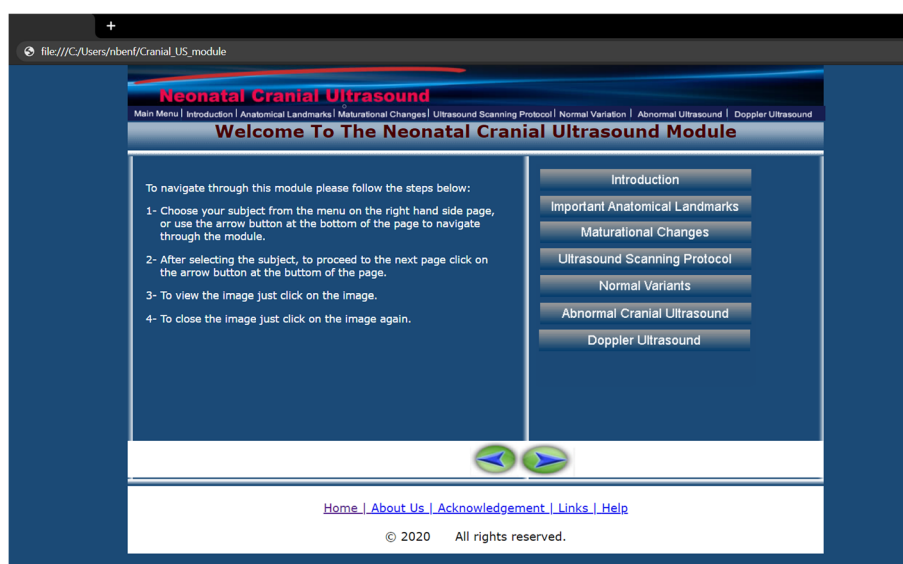 +
file:///C:/Users/nbenf/Cranial_US_module
Neonatal Cranial Ultrasound
Main Menu | Introduction | Anatomical Landmarks | Maturational Changes | Ultrasound Scanning Protocol | Normal Variation | Abnormal Ultrasound | Doppler Ultrasound
Welcome To The Neonatal Cranial Ultrasound Module
To navigate through this module please follow the steps below:
1- Choose your subject from the menu on the right hand side page,
or use the arrow button at the bottom of the page to navigate
through the module.
2- After selecting the subject, to proceed to the next page click on
the arrow button at the buttom of the page.
3- To view the image just click on the image.
4- To close the image just click on the image again.
Introduction
Important Anatomical Landmarks
Maturational Changes
Ultrasound Scanning Protocol
Normal Variants
Abnormal Cranial Ultrasound
Doppler Ultrasound
Home | About Us | Acknowledgement | Links | Help
© 2020 All rights reserved.